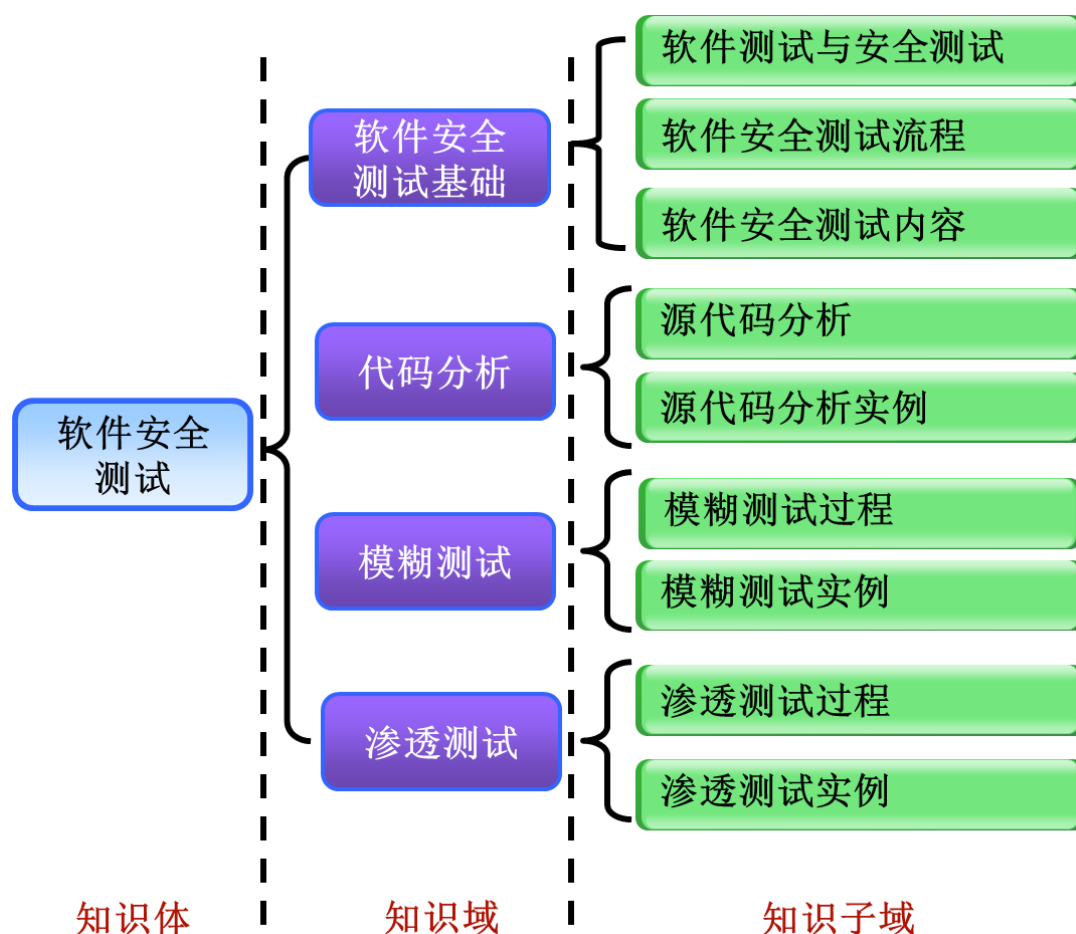 软件安全
测试
软件安全
测试基础
软件测试与安全测试
软件安全测试流程
软件安全测试内容
代码分析
源代码分析
源代码分析实例
模糊测试
模糊测试过程
模糊测试实例
渗透测试
渗透测试过程
渗透测试实例
知识体
知识域
知识子域